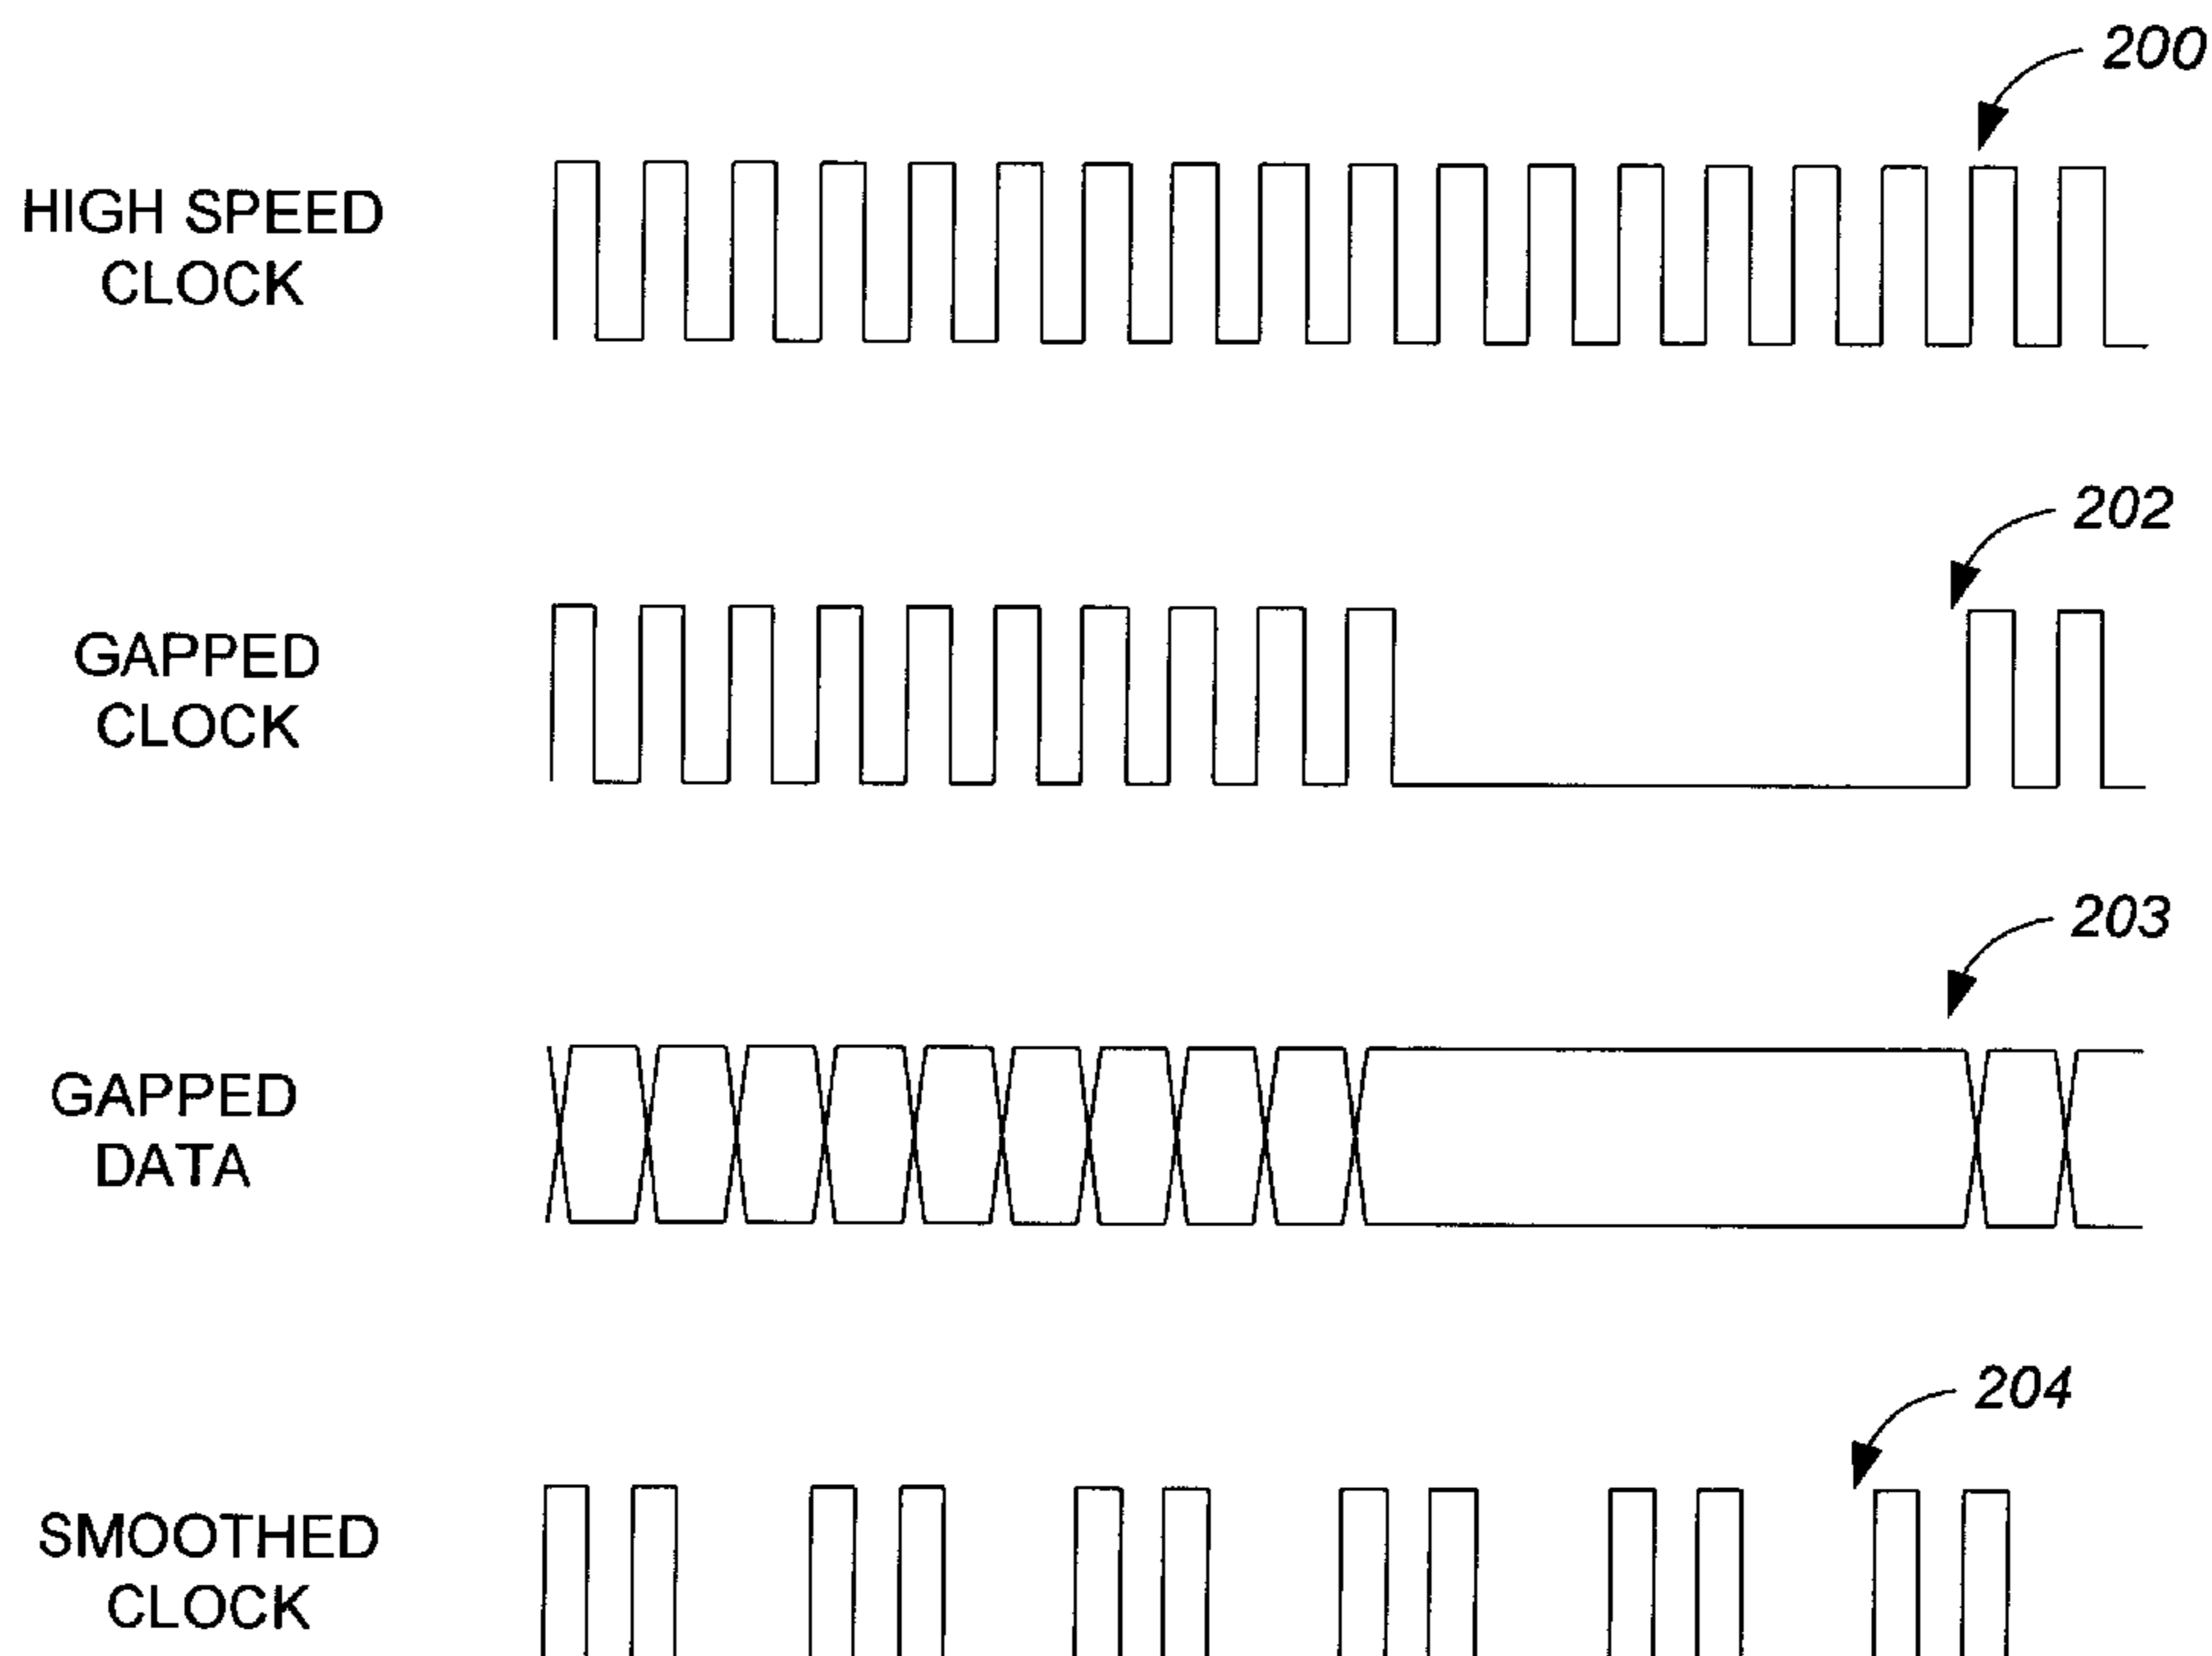 200
HIGH SPEED
CLOCK
202
GAPPED
CLOCK
203
GAPPED
DATA
204
SMOOTHED
CLOCK